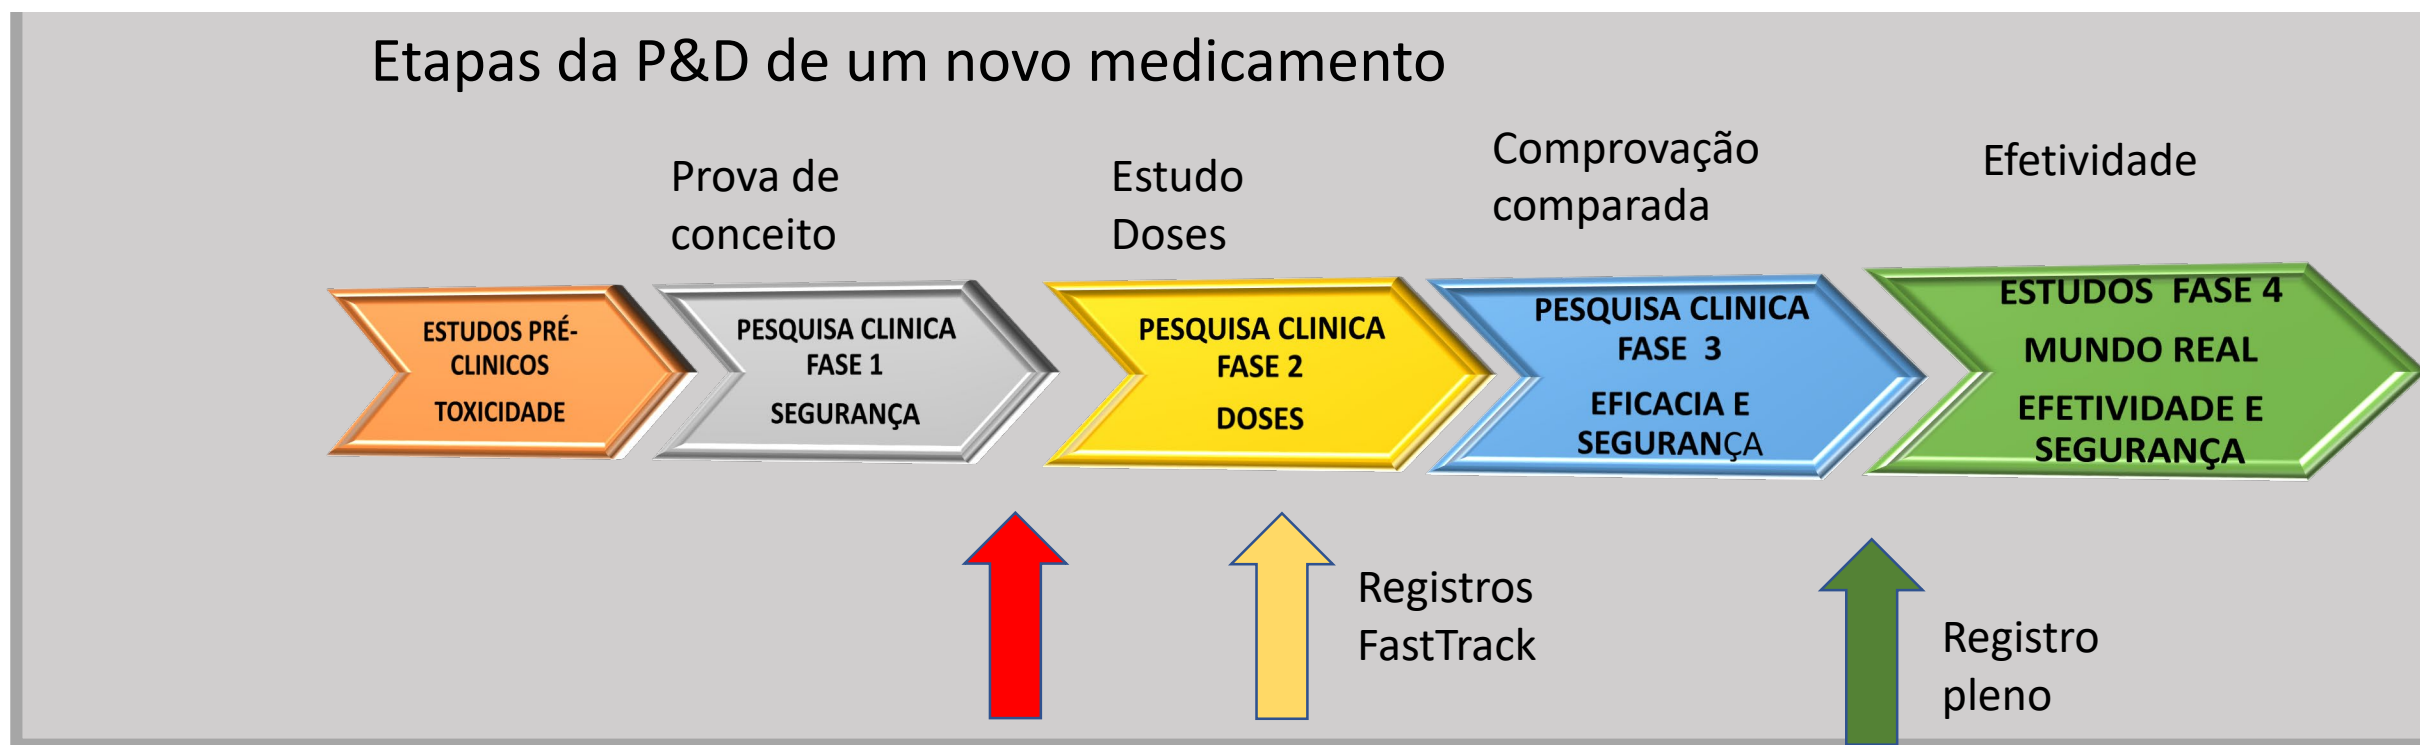 Etapas da P&D de um novo medicamento
Prova de
conceito
Estudo
Doses
Comprovação
comparada
Efetividade
ESTUDOS PRÉ-
CLINICOS
TOXICIDADE
PESQUISA CLINICA
FASE 1
SEGURANÇA
PESQUISA CLINICA
FASE 2
DOSES
PESQUISA CLINICA
FASE 3
EFICACIA E
SEGURANÇA
ESTUDOS FASE 4
MUNDO REAL
EFETIVIDADE E
SEGURANÇA
Registros
FastTrack
Registro
pleno